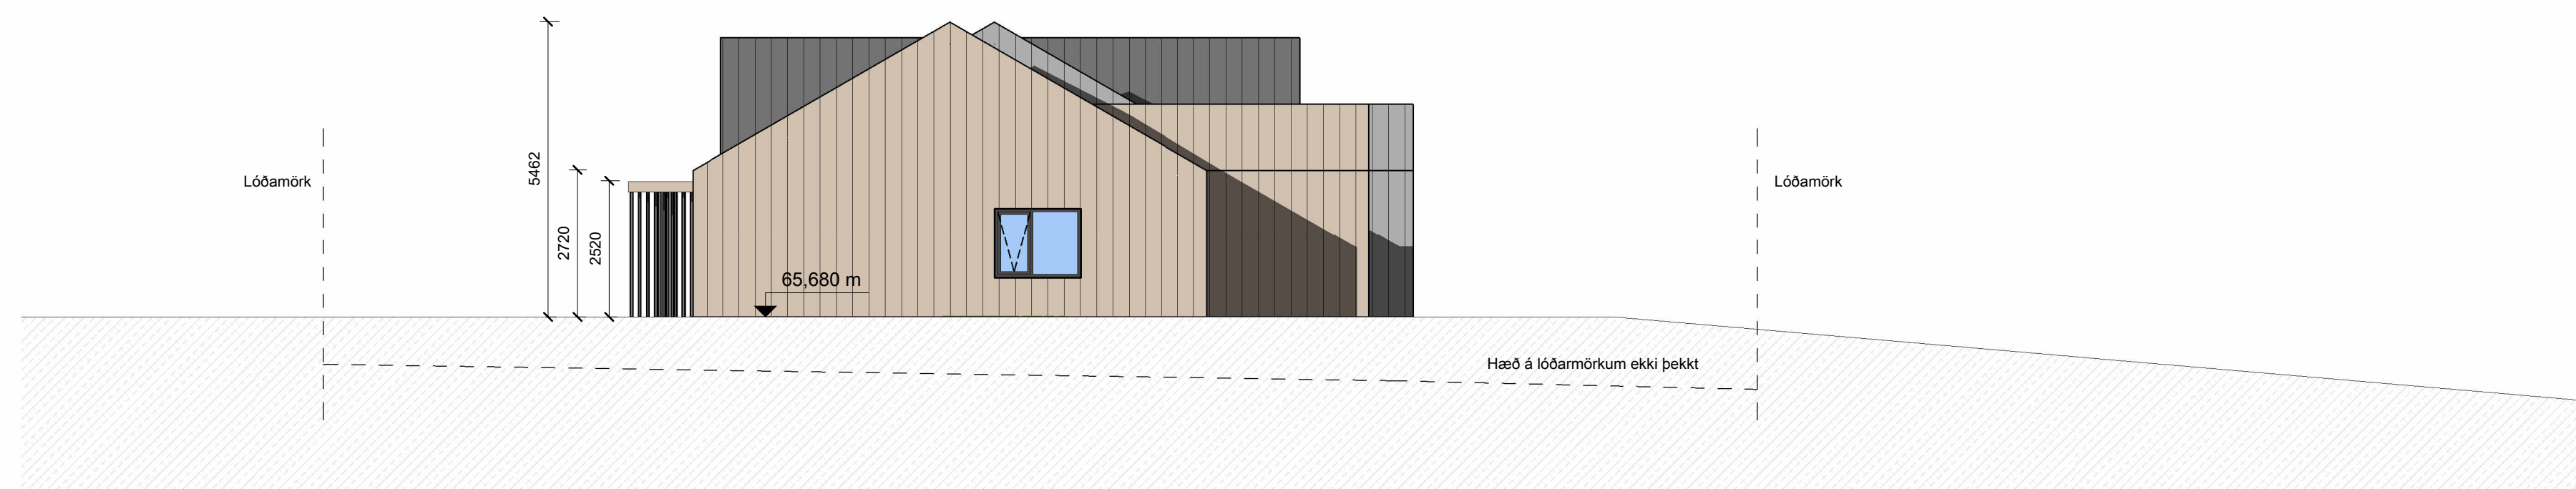 5462
Lóðamörk
Lóðamörk
2720
2520
65,680 m
Hæð á lóðarmörkum ekki þekkt